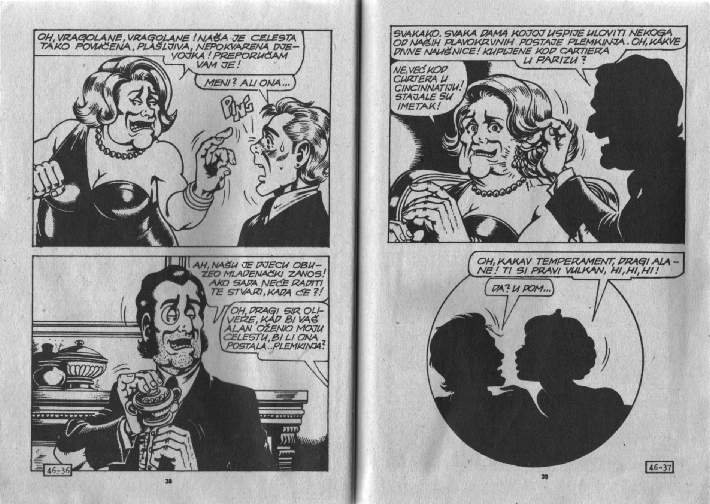 OH, VRAGOLANE, VRAGOLANE! NAŠA JE CELESTA
TAKO POVUČENA, PLAŠLJIVA, NEPOKVARENA DJE-
VOJKA! PREPORUČAM
VAM JE!
MENI? ALI ONA...
PING
AH, NAŠU JE DJECU OBU-
ZEO MLADENAČKI ZANOS!
AKO SADA NEĆE RADITI
TE STVARI, KADA ĆE?!
OH, DRAGI SIR OLI-
VERE, KAD BI VAŠ
ALAN OŽENIO MOJU
CELESTU, BI LI ONA
POSTALA...PLEMKINJA?
46-36
38
SVAKAKO, SVAKA DAMA KOJOJ USPIJE ULOVITI NEKOGA
OD NAŠIH PLAVOKRVNIH POSTAJE PLEMKINJA. OH, KAKVE
DIVNE NAUŠNICE! KUPLJENE KOD CARTIERA
U PARIZU?
NE, VEĆ KOD
CURTERA U
CINCINNATIJU!
STAJALE SU
IMETAK!
OH, KAKAV TEMPERAMENT, DRAGI ALA-
NE! TI SI PRAVI VULKAN, HI, HI, HI!
DA? U DOM...
46-37
39